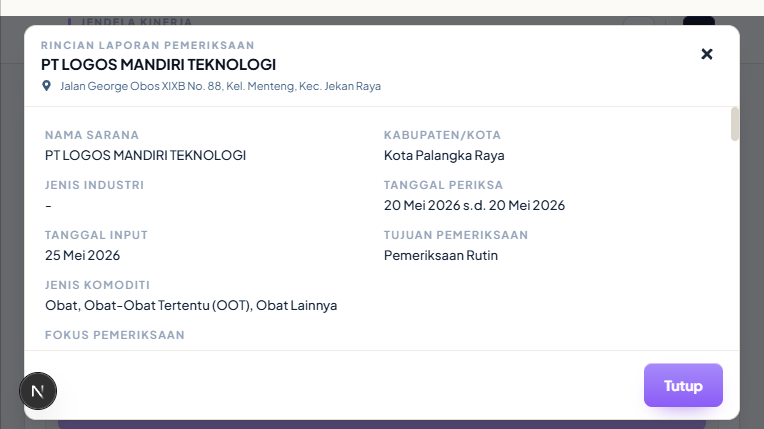 JENDELA KINERJA
RINCIAN LAPORAN PEMERIKSAAN
PT LOGOS MANDIRI TEKNOLOGI
Jalan George Obos XIXB No. 88, Kel. Menteng, Kec. Jekan Raya
NAMA SARANA
PT LOGOS MANDIRI TEKNOLOGI
KABUPATEN/KOTA
Kota Palangka Raya
JENIS INDUSTRI
-
TANGGAL PERIKSA
20 Mei 2026 s.d. 20 Mei 2026
TANGGAL INPUT
25 Mei 2026
TUJUAN PEMERIKSAAN
Pemeriksaan Rutin
JENIS KOMODITI
Obat, Obat-Obat Tertentu (OOT), Obat Lainnya
FOKUS PEMERIKSAAN
N
Tutup